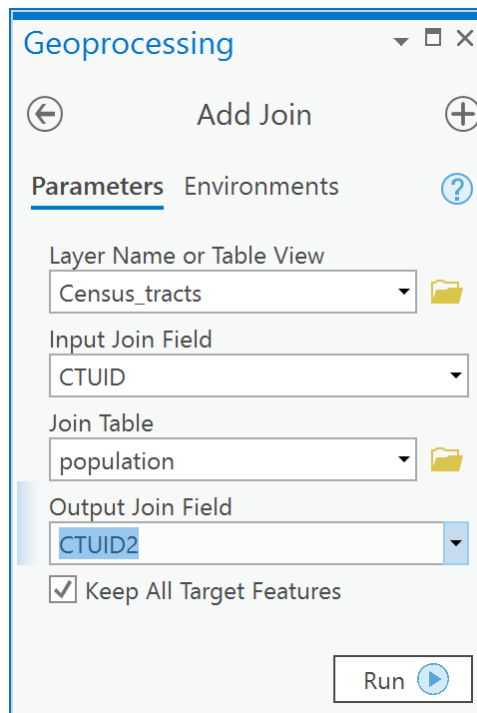 Geoprocessing
Add Join
Parameters Environments
Layer Name or Table View
Census_tracts
Input Join Field
CTUID
Join Table
population
Output Join Field
CTUID2
Keep All Target Features
Run